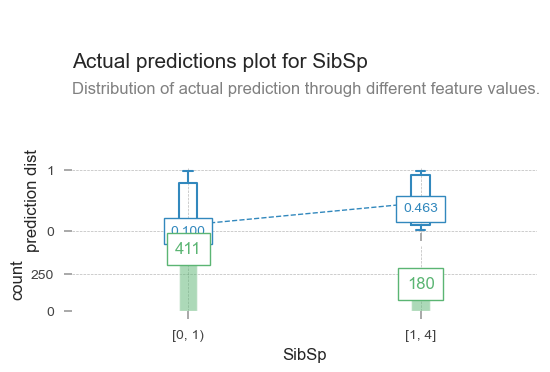 Actual predictions plot for SibSp
Distribution of actual prediction through different feature values.
prediction dist
1
0
0.100
0.463
count
250
0
411
180
[0, 1)
[1, 4]
SibSp